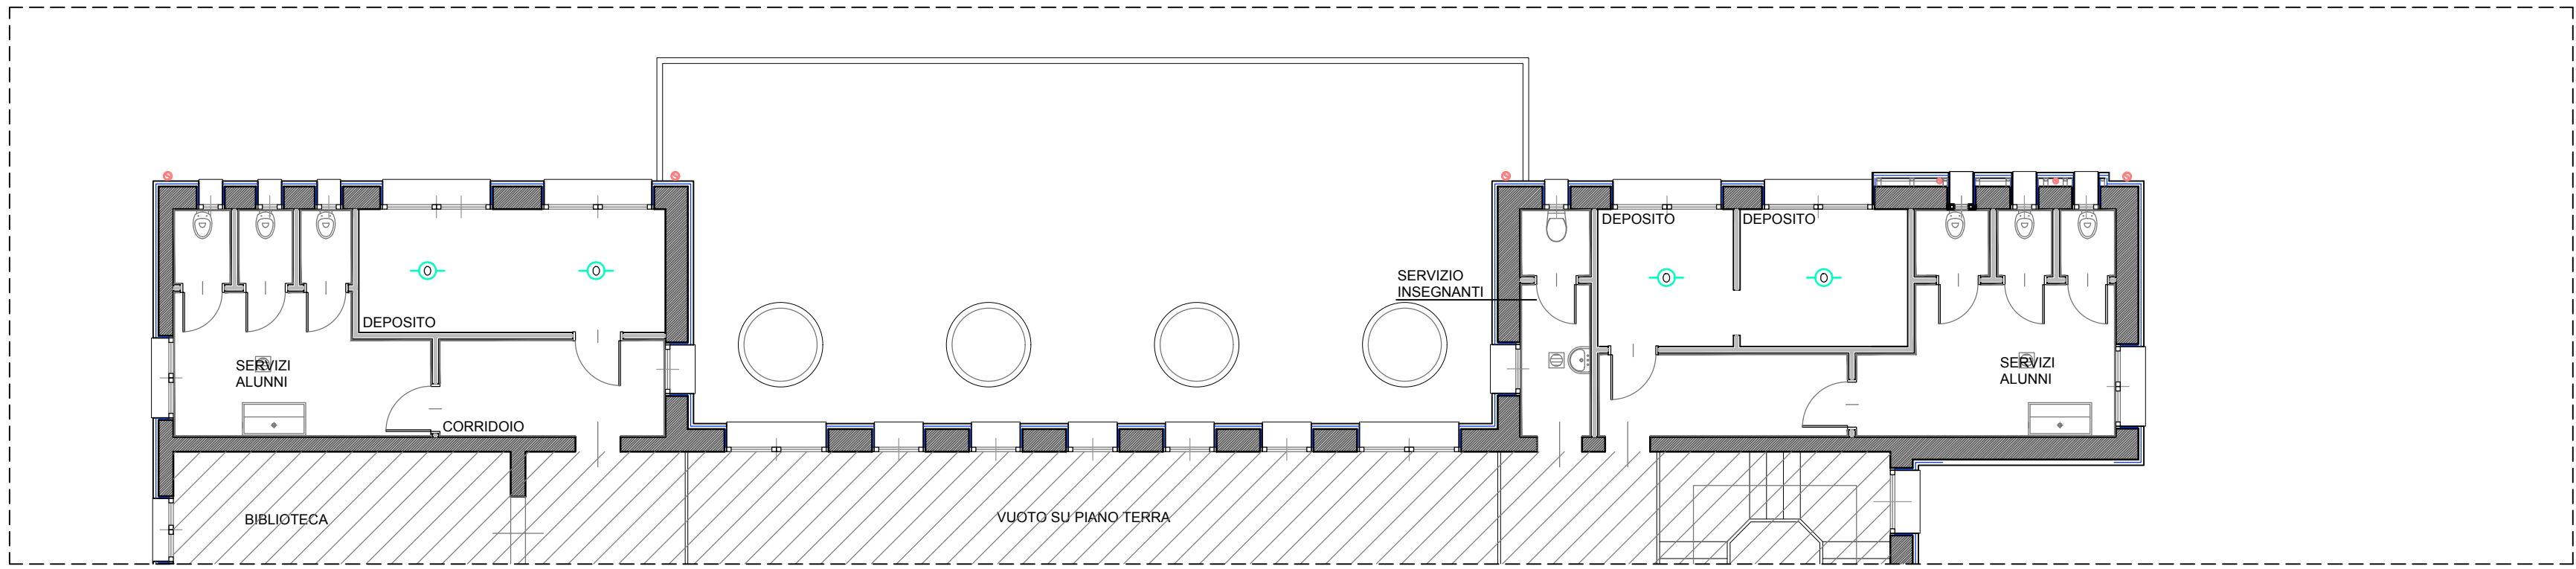 DEPOSITO
DEPOSITO
SERVIZIO
INSEGNANTI
DEPOSITO
SERVIZI
ALUNNI
SERVIZI
ALUNNI
CORRIDOIO
BIBLIOTECA
VUOTO SU PIANO TERRA